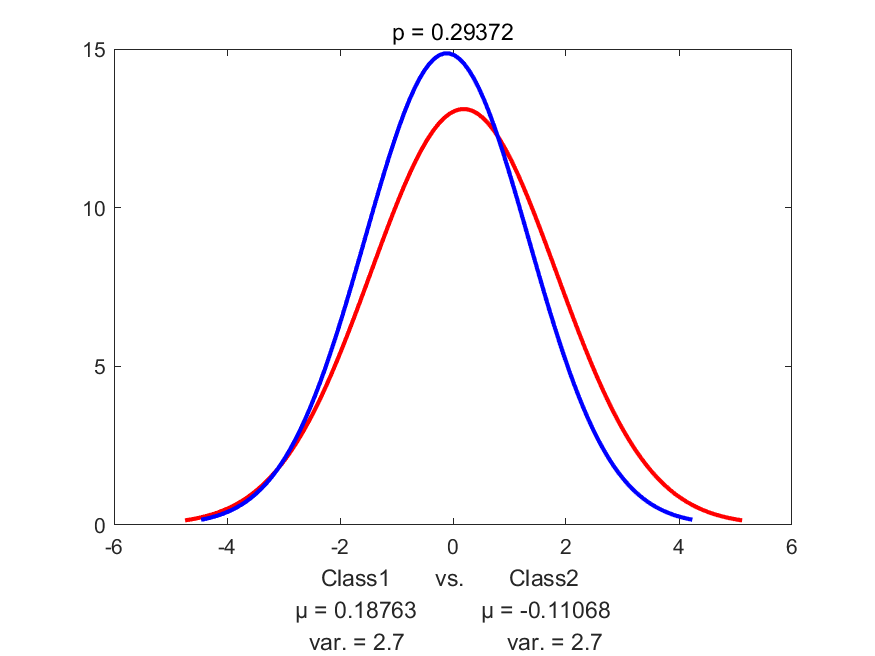 p = 0.29372
15
10
5
0
-6 -4 -2 0 2 4 6
Class1 vs. Class2
μ = 0.18763 μ = -0.11068
var. = 2.7 var. = 2.7